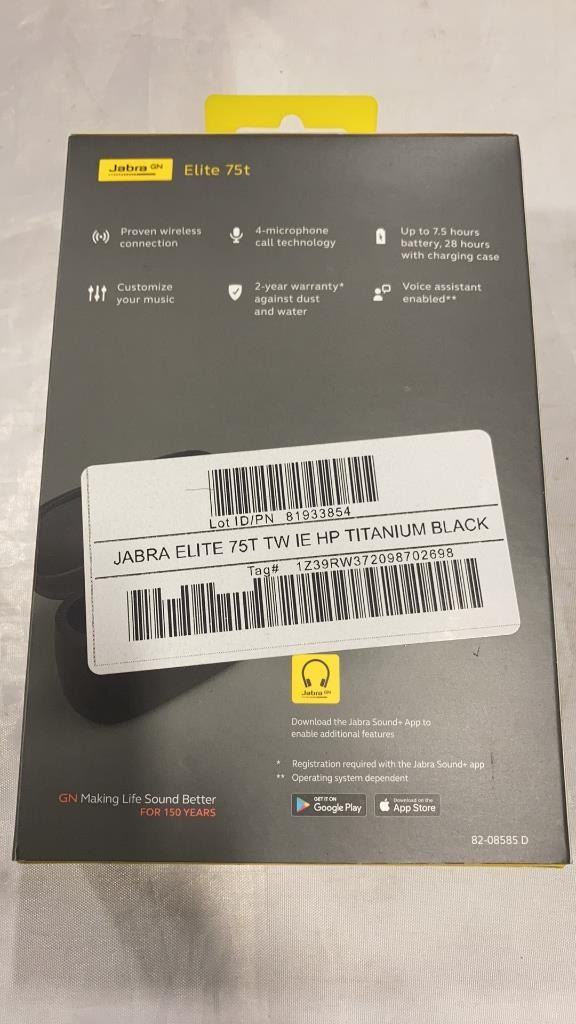 Jabra GN
Elite 75t
Proven wireless
connection
4-microphone
call technology
Up to 7.5 hours
battery, 28 hours
with charging case
Customize
your music
2-year warranty*
against dust
and water
Voice assistant
enabled**
Lot ID/PN 81933854
JABRA ELITE 75T TW IE HP TITANIUM BLACK
Tag# 1Z39RW372098702698
Jabra GN
Download the Jabra Sound+ App to
enable additional features
* Registration required with the Jabra Sound+ app
** Operating system dependent
GN Making Life Sound Better
FOR 150 YEARS
GET IT ON
Google Play
Download on the
App Store
82-08585 D